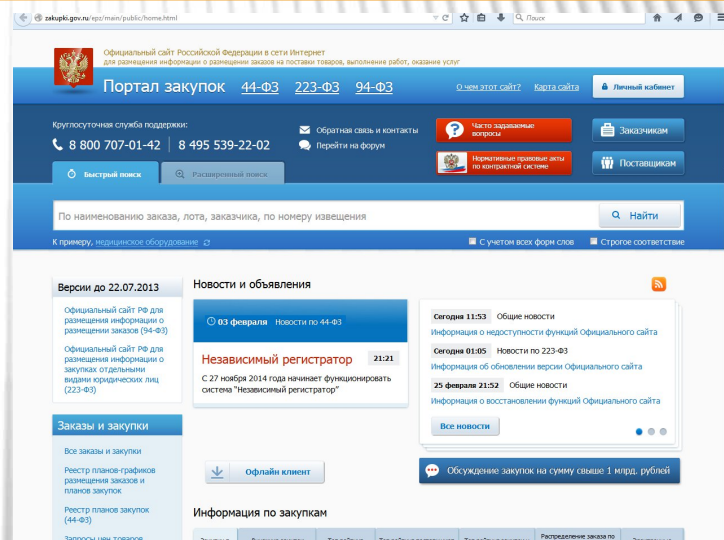 zakupki.gov.ru/epz/main/public/home.html
Поиск
Официальный сайт Российской Федерации в сети Интернет
для размещения информации о размещении заказов на поставки товаров, выполнение работ, оказание услуг
Портал закупок 44-ФЗ 223-ФЗ 94-ФЗ
О чем этот сайт? Карта сайта
Личный кабинет
Круглосуточная служба поддержки:
8 800 707-01-42 | 8 495 539-22-02
Обратная связь и контакты
Перейти на форум
Часто задаваемые
вопросы
Нормативные правовые акты
по контрактной системе
Заказчикам
Поставщикам
Быстрый поиск
Расширенный поиск
По наименованию заказа, лота, заказчика, по номеру извещения
Найти
К примеру, медицинское оборудование
С учетом всех форм слов
Строгое соответствие
Версии до 22.07.2013
Официальный сайт РФ для
размещения информации о
размещении заказов (94-ФЗ)
Официальный сайт РФ для
размещения информации о
закупках отдельными
видами юридических лиц
(223-ФЗ)
Заказы и закупки
Все заказы и закупки
Реестр планов-графиков
размещения заказов и
планов закупок
Реестр планов закупок
(44-ФЗ)
Запросы цен товаров,
Новости и объявления
03 февраля Новости по 44-ФЗ
Независимый регистратор 21:21
С 27 ноября 2014 года начинает функционировать
система "Независимый регистратор"
Сегодня 11:53 Общие новости
Информация о недоступности функций Официального сайта
Сегодня 01:05 Новости по 223-ФЗ
Информация об обновлении версии Официального сайта
25 февраля 21:52 Общие новости
Информация о восстановлении функций Официального сайта
Все новости
Офлайн клиент
Обсуждение закупок на сумму свыше 1 млрд. рублей
Информация по закупкам
Распределение заказа по